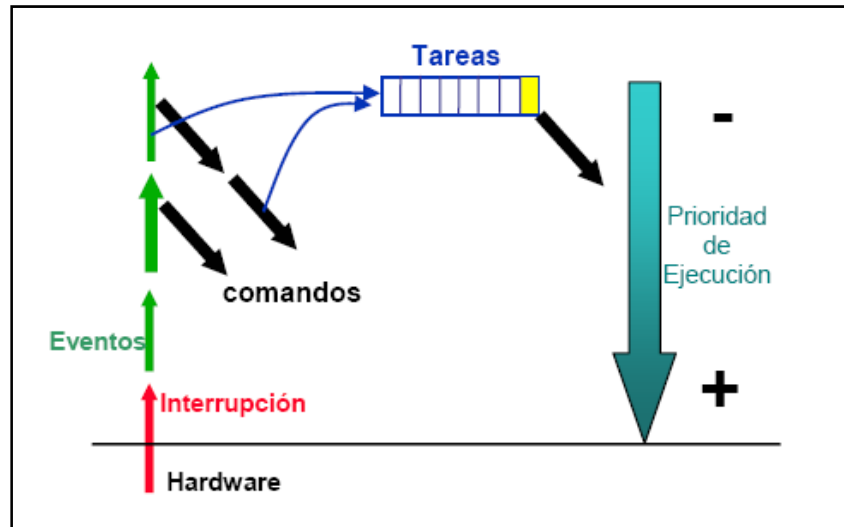 Tareas
-
Prioridad
de
Ejecución
comandos
Eventos
+
Interrupción
Hardware